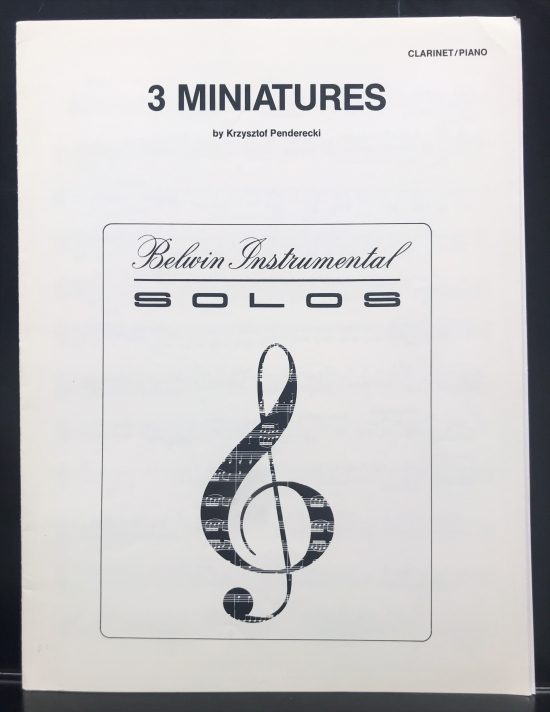 CLARINET/PIANO
3 MINIATURES
by Krzysztof Penderecki
Belwin Instrumental
SOLOS